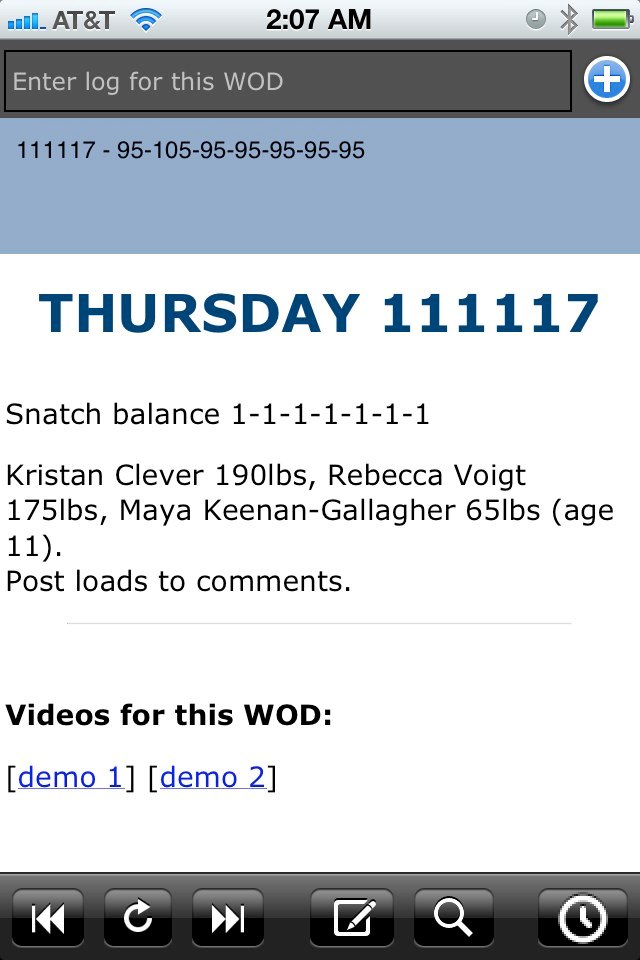 AT&T 2:07 AM
Enter log for this WOD
111117 - 95-105-95-95-95-95-95
THURSDAY 111117
Snatch balance 1-1-1-1-1-1-1
Kristan Clever 190lbs, Rebecca Voigt
175lbs, Maya Keenan-Gallagher 65lbs (age
11).
Post loads to comments.
Videos for this WOD:
[demo 1] [demo 2]